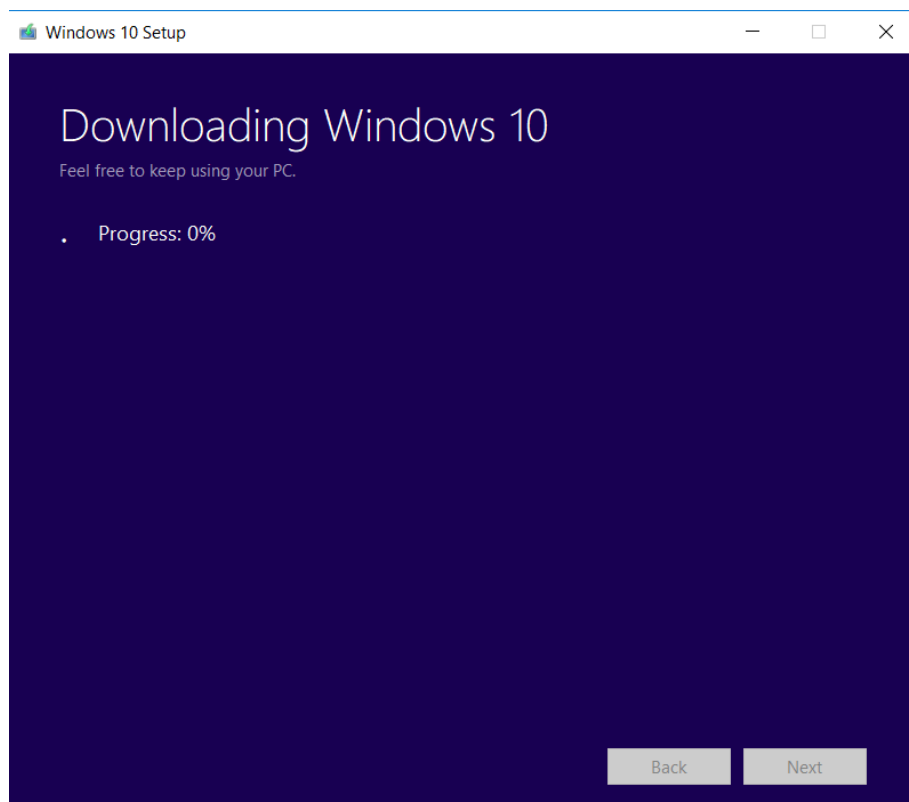 Windows 10 Setup
Downloading Windows 10
Feel free to keep using your PC.
Progress: 0%
Back
Next